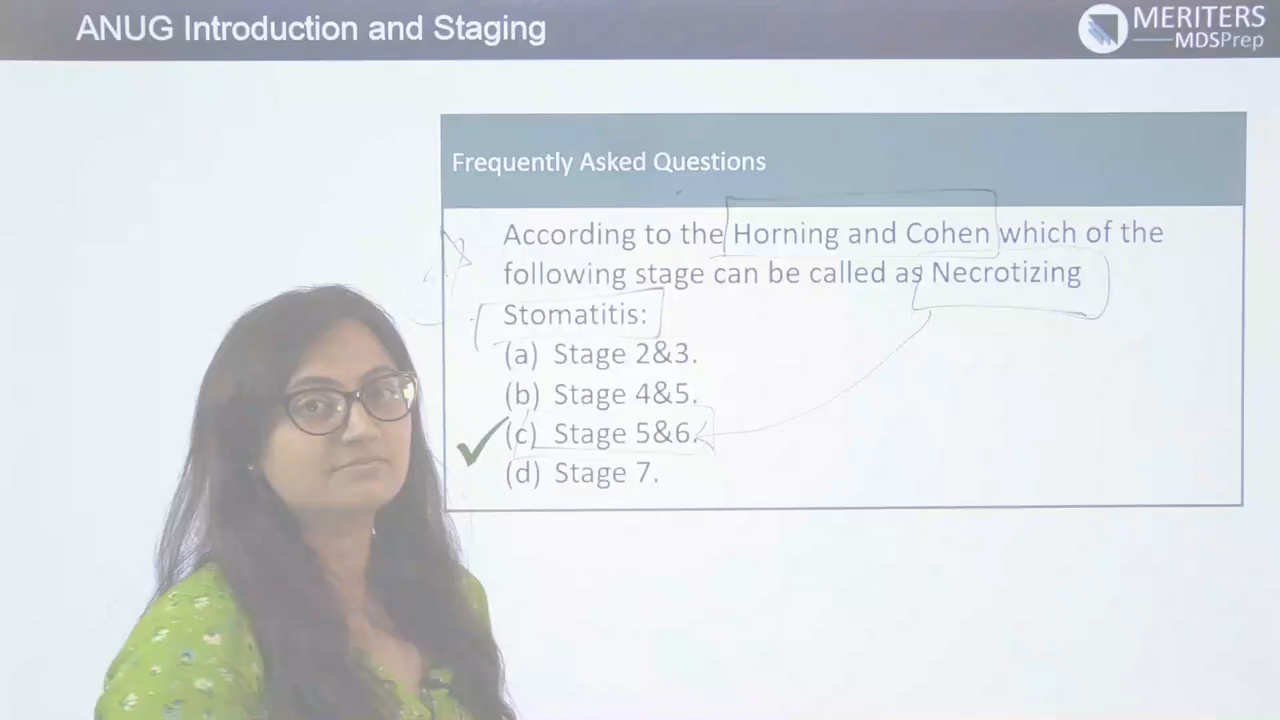 ANUG Introduction and Staging
MERITERS
MDSPrep
Frequently Asked Questions
According to the Horning and Cohen which of the
following stage can be called as Necrotizing
Stomatitis:
(a) Stage 2&3.
(b) Stage 4&5.
(c) Stage 5&6.
(d) Stage 7.